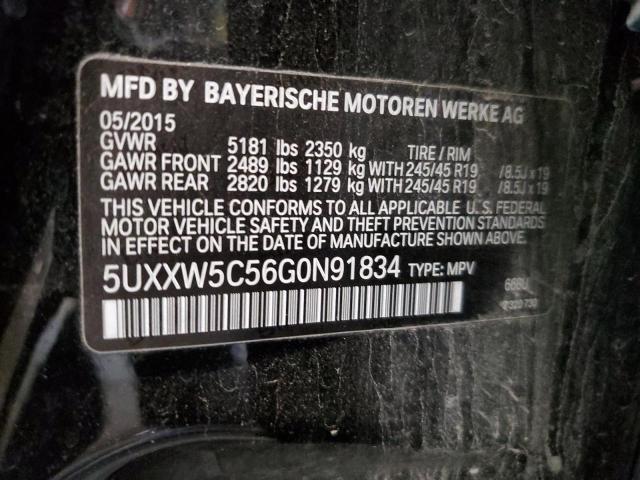 MFD BY BAYERISCHE MOTOREN WERKE AG
05/2015
GVWR 5181 lbs 2350 kg TIRE / RIM
GAWR FRONT 2489 lbs 1129 kg WITH 245/45 R19 / 8.5J x 19
GAWR REAR 2820 lbs 1279 kg WITH 245/45 R19 / 8.5J x 19
THIS VEHICLE CONFORMS TO ALL APPLICABLE U.S. FEDERAL
MOTOR VEHICLE SAFETY AND THEFT PREVENTION STANDARDS
IN EFFECT ON THE DATE OF MANUFACTURE SHOWN ABOVE.
5UXXW5C56G0N91834 TYPE: MPV
668U